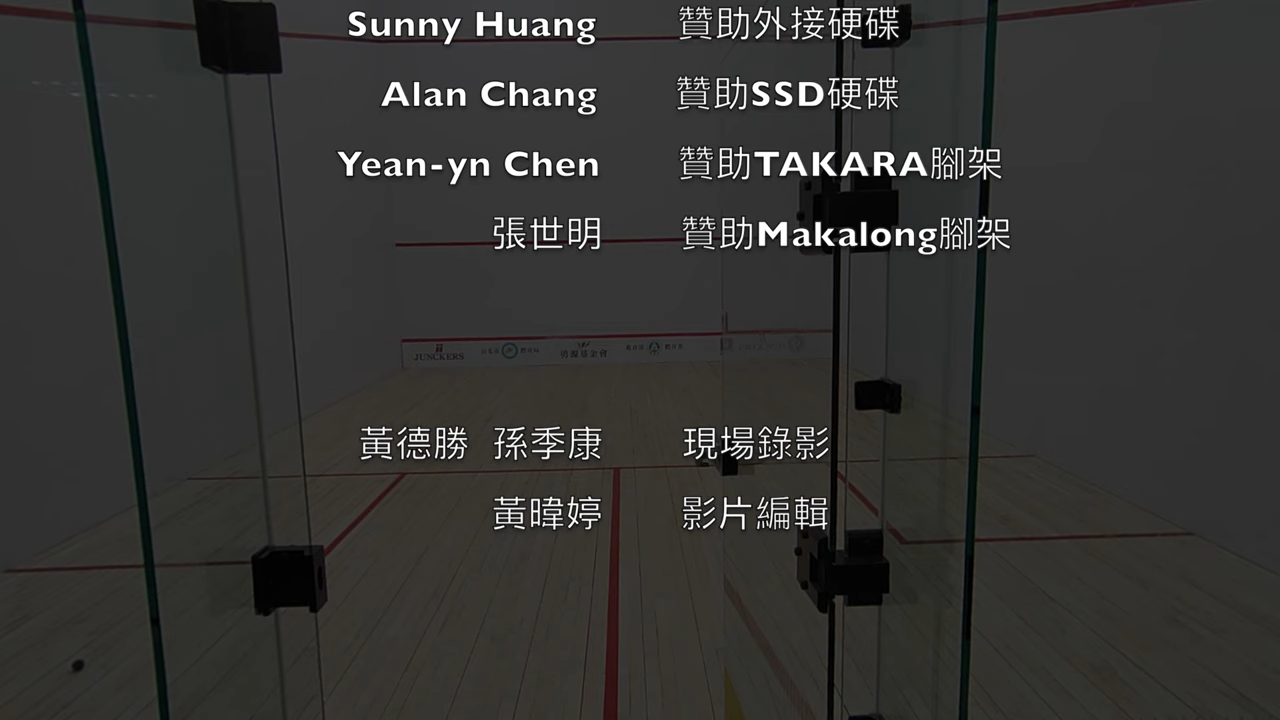 Sunny Huang 贊助外接硬碟
Alan Chang 贊助SSD硬碟
Yean-yn Chen 贊助TAKARA腳架
張世明 贊助Makalong腳架
JUNCKERS
黃德勝 孫季康 現場錄影
黃暐婷 影片編輯